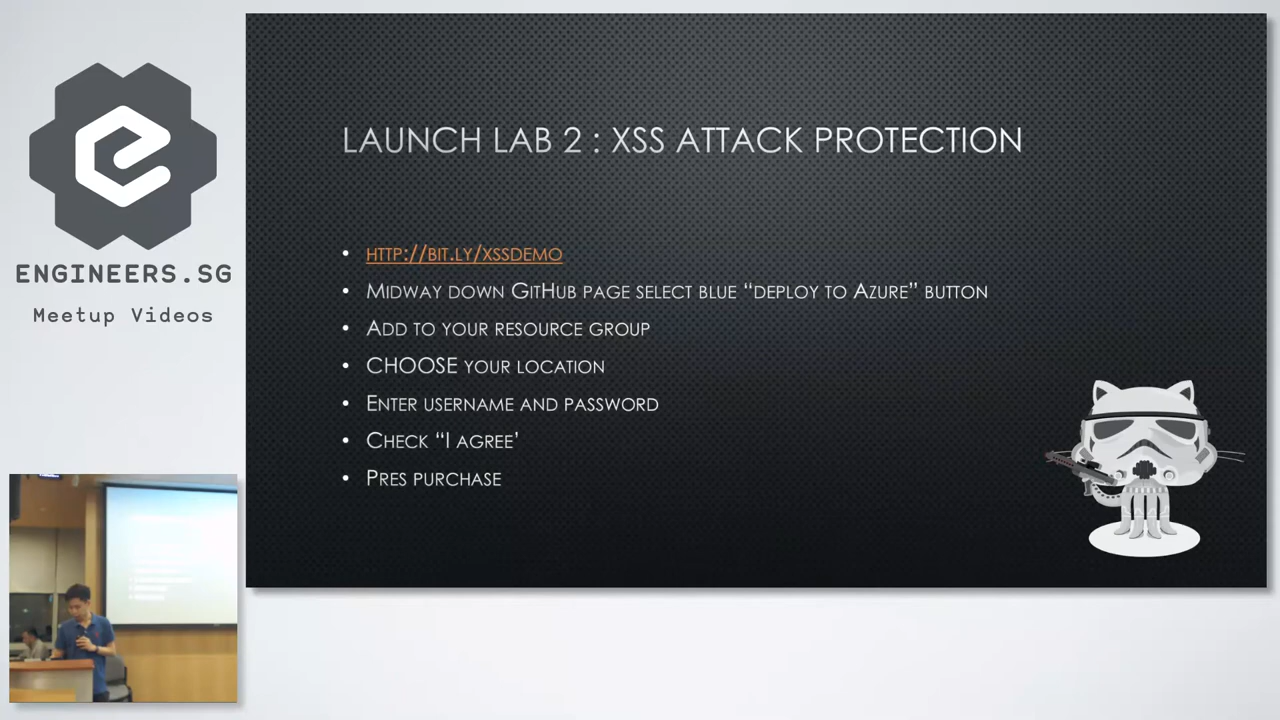 ENGINEERS.SG
Meetup Videos
LAUNCH LAB 2 : XSS ATTACK PROTECTION
• HTTP://BIT.LY/XSSDEMO
• MIDWAY DOWN GITHUB PAGE SELECT BLUE “DEPLOY TO AZURE” BUTTON
• ADD TO YOUR RESOURCE GROUP
• CHOOSE YOUR LOCATION
• ENTER USERNAME AND PASSWORD
• CHECK “I AGREE’
• PRES PURCHASE